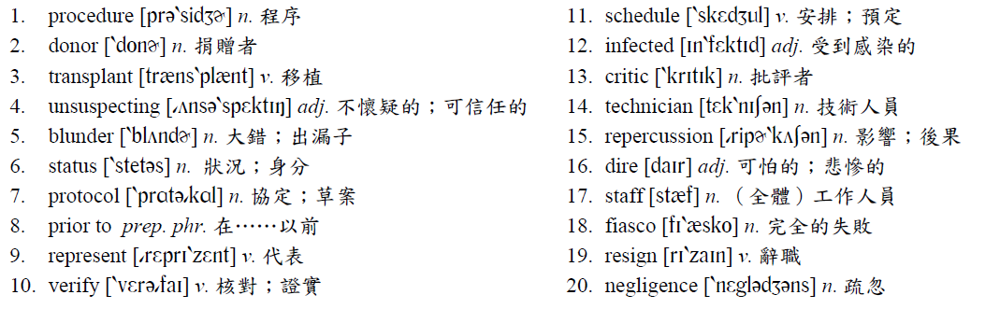 1. procedure [prəˋsidʒɚ] n. 程序
2. donor [ˋdonɚ] n. 捐贈者
3. transplant [trænsˋplænt] v. 移植
4. unsuspecting [ˏʌnsəˋspɛktɪŋ] adj. 不懷疑的；可信任的
5. blunder [ˋblʌndɚ] n. 大錯；出漏子
6. status [ˋstetəs] n. 狀況；身分
7. protocol [ˋprɑtəˏkɑl] n. 協定；草案
8. prior to prep. phr. 在……以前
9. represent [ˏrɛprɪˋzɛnt] v. 代表
10. verify [ˋvɛrəˏfaɪ] v. 核對；證實
11. schedule [ˋskɛdʒul] v. 安排；預定
12. infected [ɪnˋfɛktɪd] adj. 受到感染的
13. critic [ˋkrɪtɪk] n. 批評者
14. technician [tɛkˋnɪʃən] n. 技術人員
15. repercussion [ˏripɚˋkʌʃən] n. 影響；後果
16. dire [daɪr] adj. 可怕的；悲慘的
17. staff [stæf] n. （全體）工作人員
18. fiasco [fɪˋæsko] n. 完全的失敗
19. resign [rɪˋzaɪn] v. 辭職
20. negligence [ˋnɛglədʒəns] n. 疏忽